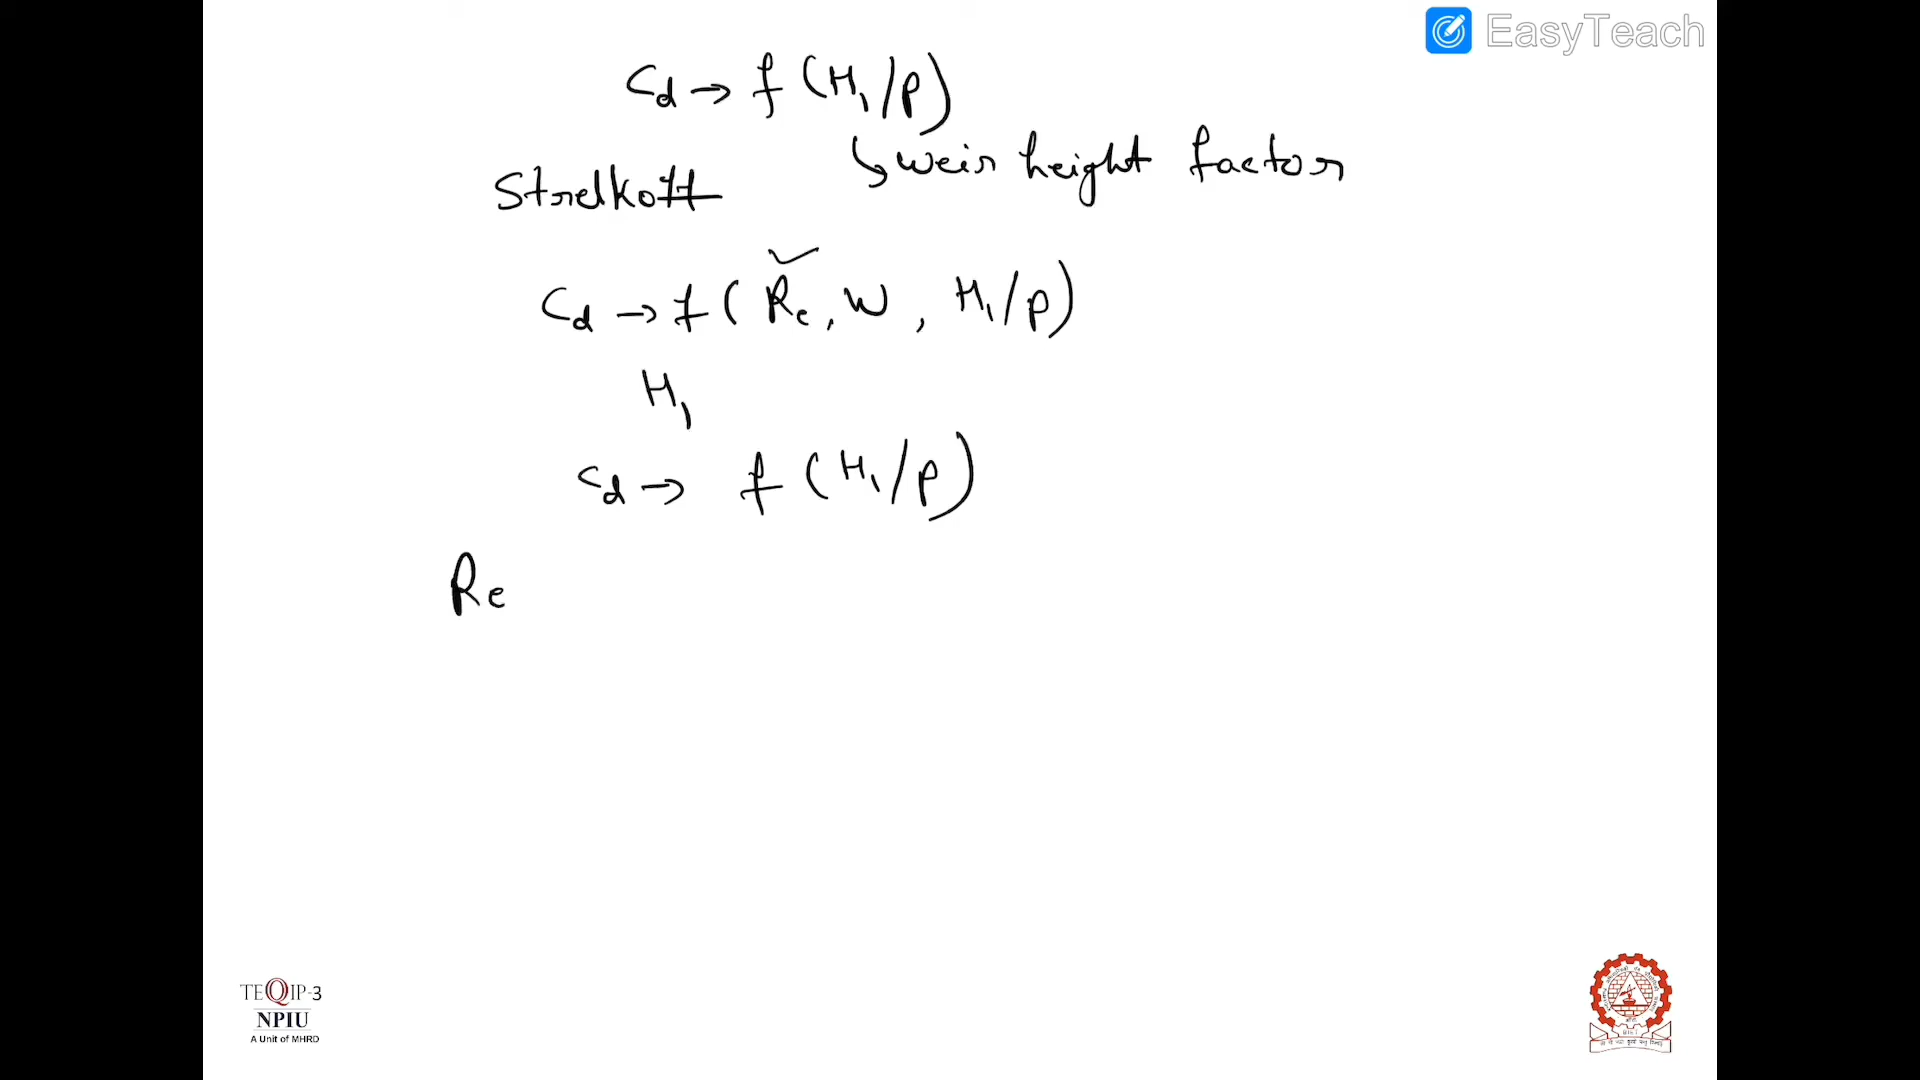 EasyTeach
Cd → f (H₁/P)
↳ weir height factor
Strelkoff
Cd → f ( Re, W , H₁/P)
H₁
Cd → f (H₁/P)
Re
TEQIP-3
NPIU
A Unit of MHRD